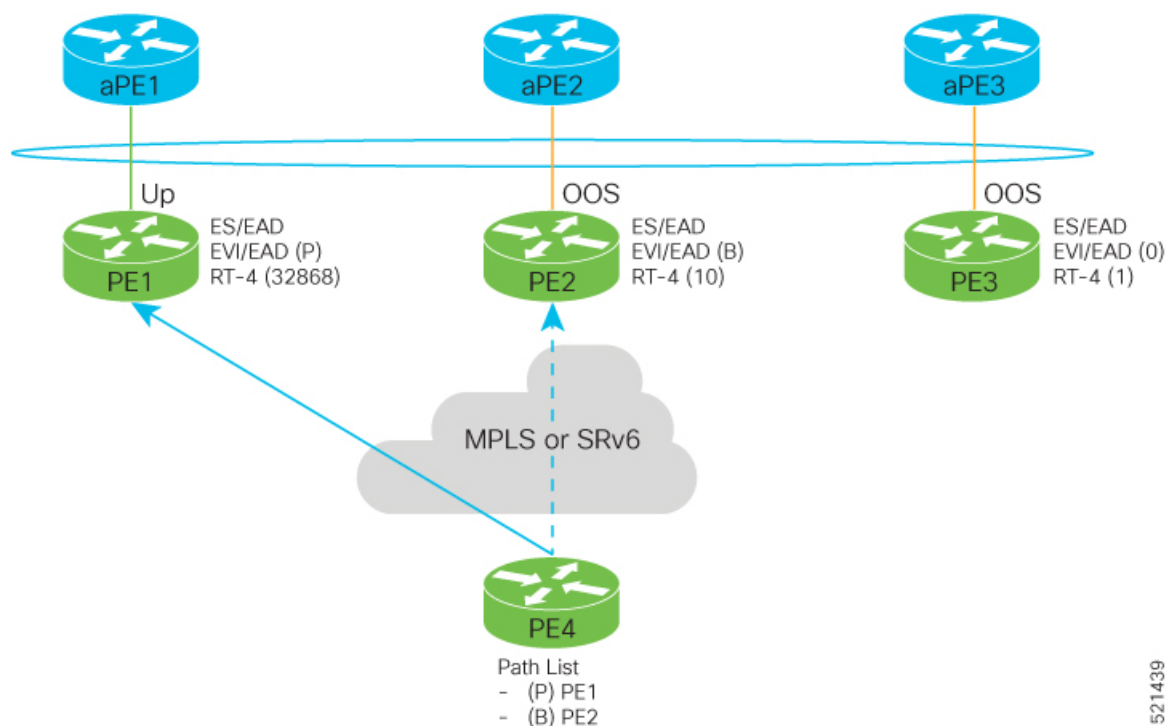 aPE1
aPE2
aPE3
Up
OOS
OOS
PE1
ES/EAD
EVI/EAD (P)
RT-4 (32868)
PE2
ES/EAD
EVI/EAD (B)
RT-4 (10)
PE3
ES/EAD
EVI/EAD (0)
RT-4 (1)
MPLS or SRv6
PE4
Path List
- (P) PE1
- (B) PE2
521439